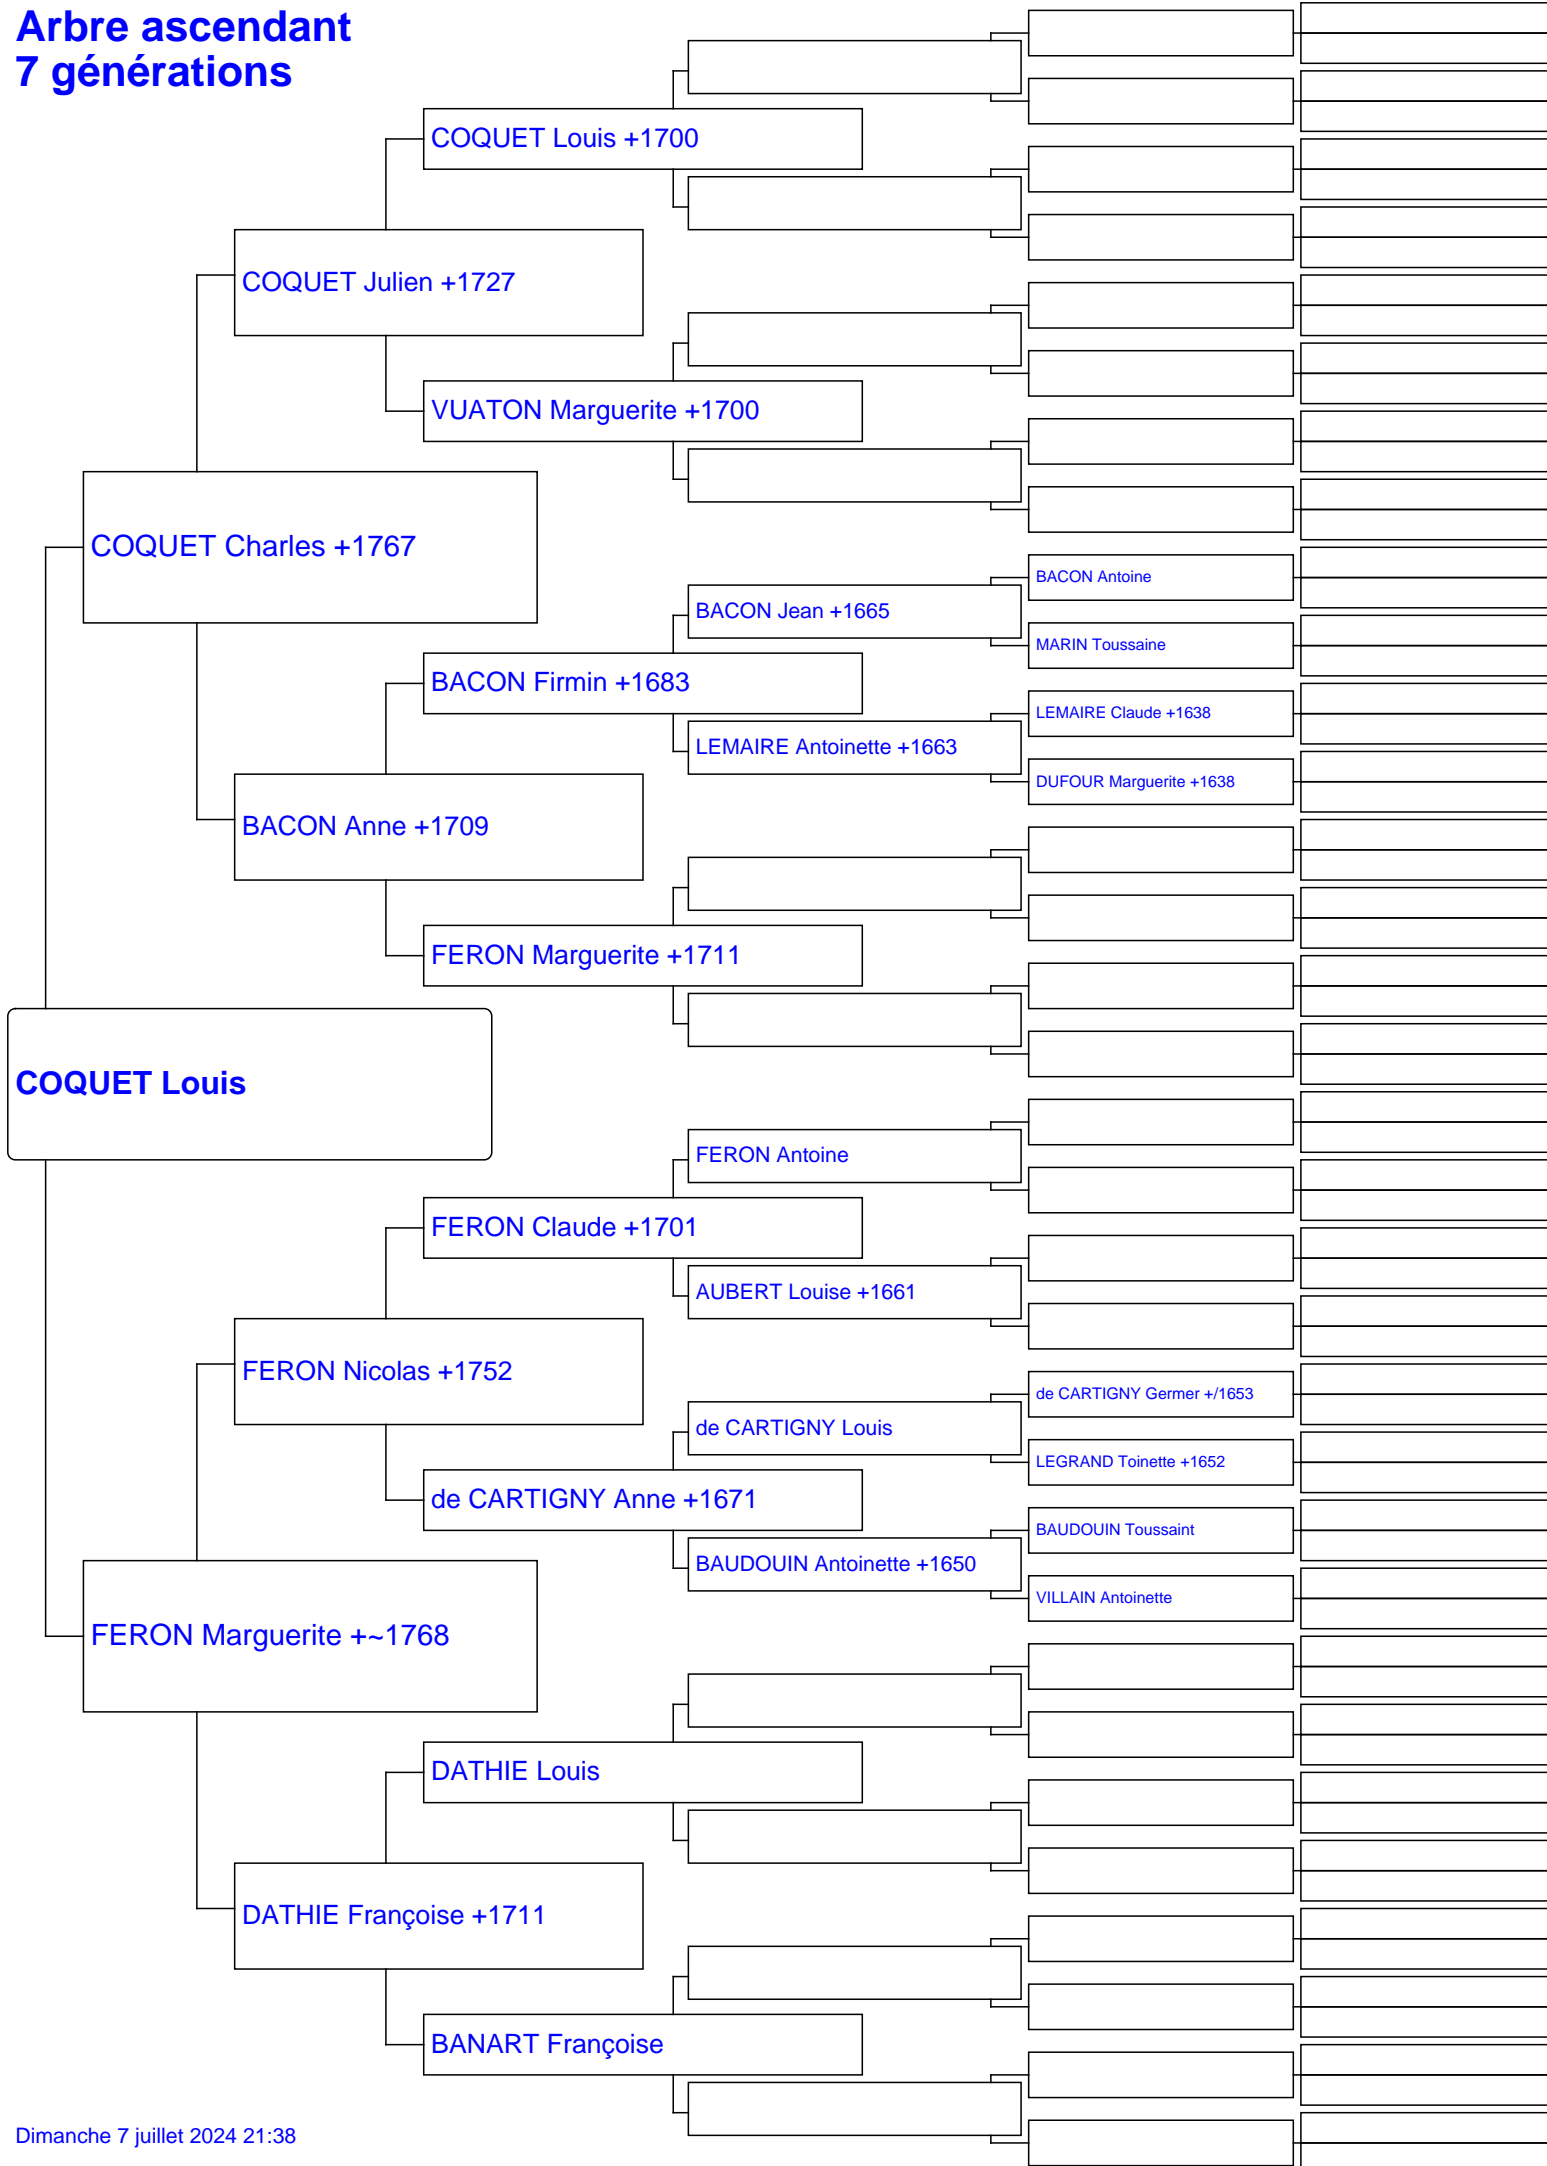 Arbre ascendant
7 générations
COQUET Louis +1700
COQUET Julien +1727
VUATON Marguerite +1700
COQUET Charles +1767
BACON Antoine
BACON Jean +1665
MARIN Toussaine
BACON Firmin +1683
LEMAIRE Claude +1638
LEMAIRE Antoinette +1663
DUFOUR Marguerite +1638
BACON Anne +1709
FERON Marguerite +1711
COQUET Louis
FERON Antoine
FERON Claude +1701
AUBERT Louise +1661
FERON Nicolas +1752
de CARTIGNY Germer +/1653
de CARTIGNY Louis
LEGRAND Toinette +1652
de CARTIGNY Anne +1671
BAUDOUIN Toussaint
BAUDOUIN Antoinette +1650
VILLAIN Antoinette
FERON Marguerite +~1768
DATHIE Louis
DATHIE Françoise +1711
BANART Françoise
Dimanche 7 juillet 2024 21:38